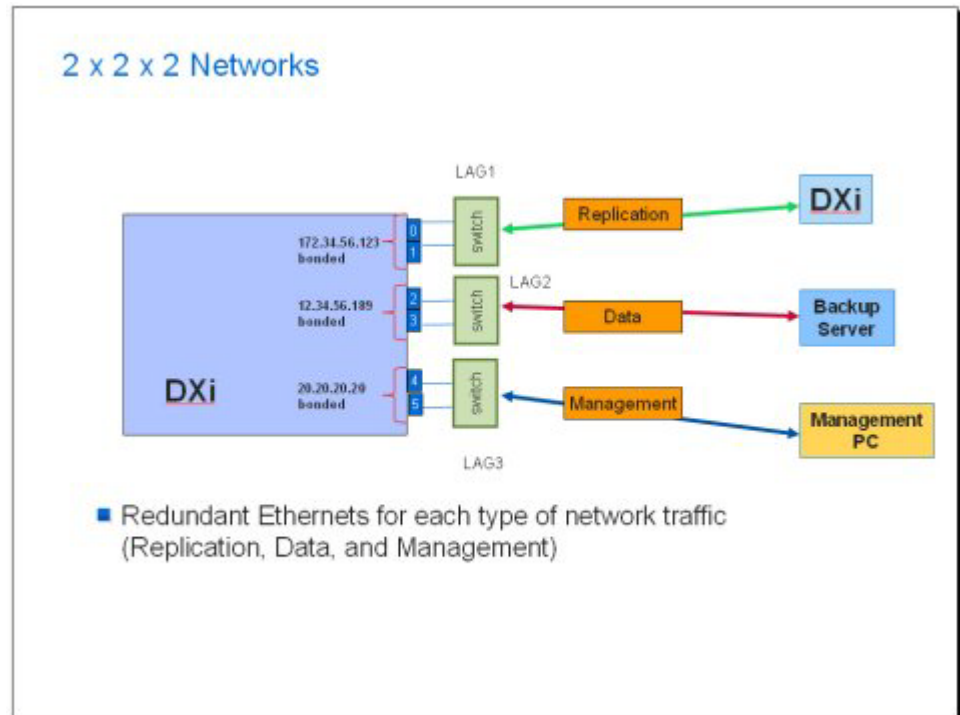 2 x 2 x 2 Networks
LAG1
switch
Replication
DXi
0
1
172.34.56.123
bonded
LAG2
switch
Data
Backup
Server
2
3
12.34.56.189
bonded
DXi
20.20.20.20
bonded
4
5
switch
Management
Management
PC
LAG3
Redundant Ethernets for each type of network traffic
(Replication, Data, and Management)